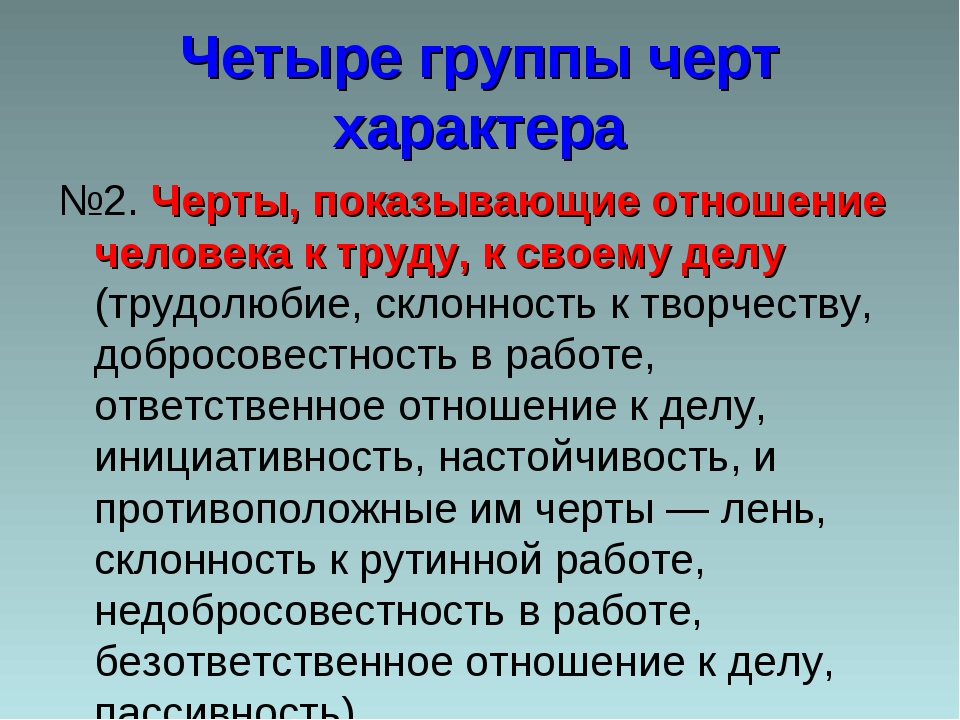 Четыре группы черт
характера
№2. Черты, показывающие отношение
человека к труду, к своему делу
(трудолюбие, склонность к творчеству,
добросовестность в работе,
ответственное отношение к делу,
инициативность, настойчивость, и
противоположные им черты — лень,
склонность к рутинной работе,
недобросовестность в работе,
безответственное отношение к делу,
пассивность)